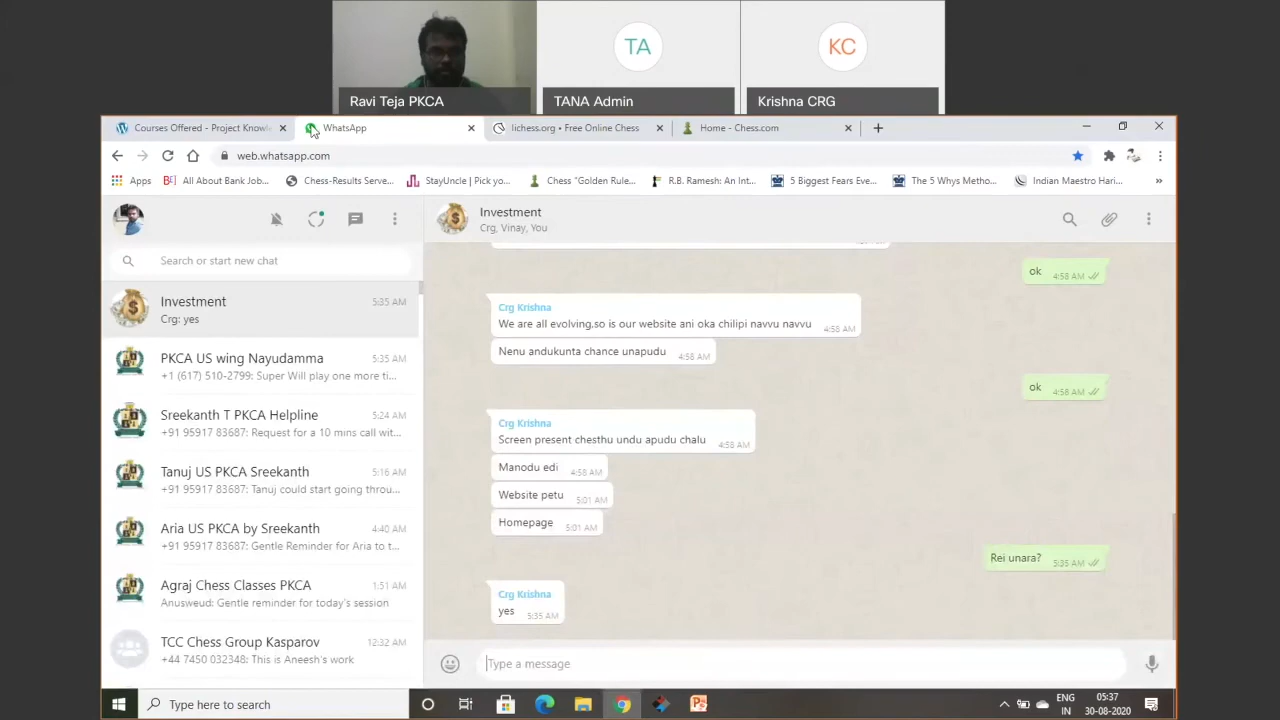 TA
KC
Ravi Teja PKCA
TANA Admin
Krishna CRG
Courses Offered - Project Knowl
WhatsApp
lichess.org • Free Online Chess
Home - Chess.com
web.whatsapp.com
Apps
All About Bank Job...
Chess-Results Serve...
StayUncle | Pick yo...
Chess "Golden Rule...
R.B. Ramesh: An Int...
5 Biggest Fears Eve...
The 5 Whys Metho...
Indian Maestro Hari...
Investment
Crg, Vinay, You
Search or start new chat
Investment 5:35 AM
Crg: yes
PKCA US wing Nayudamma 5:35 AM
+1 (617) 510-2799: Super Will play one more ti...
Sreekanth T PKCA Helpline 5:24 AM
+91 95917 83687: Request for a 10 mins call wit...
Tanuj US PKCA Sreekanth 5:16 AM
+91 95917 83687: Tanuj could start going throu...
Aria US PKCA by Sreekanth 4:40 AM
+91 95917 83687: Gentle Reminder for Aria to t...
Agraj Chess Classes PKCA 1:51 AM
Anusweud: Gentle reminder for today's session
TCC Chess Group Kasparov 12:32 AM
+44 7450 032348: This is Aneesh's work
ok 4:58 AM
Crg Krishna
We are all evolving.so is our website ani oka chilipi navvu navvu 4:58 AM
Nenu andukunta chance unapudu 4:58 AM
ok 4:58 AM
Crg Krishna
Screen present chesthu undu apudu chalu 4:58 AM
Manodu edi 4:58 AM
Website petu 5:01 AM
Homepage 5:01 AM
Rei unara? 5:35 AM
Crg Krishna
yes 5:35 AM
Type a message
Type here to search
ENG
IN
05:37
30-08-2020